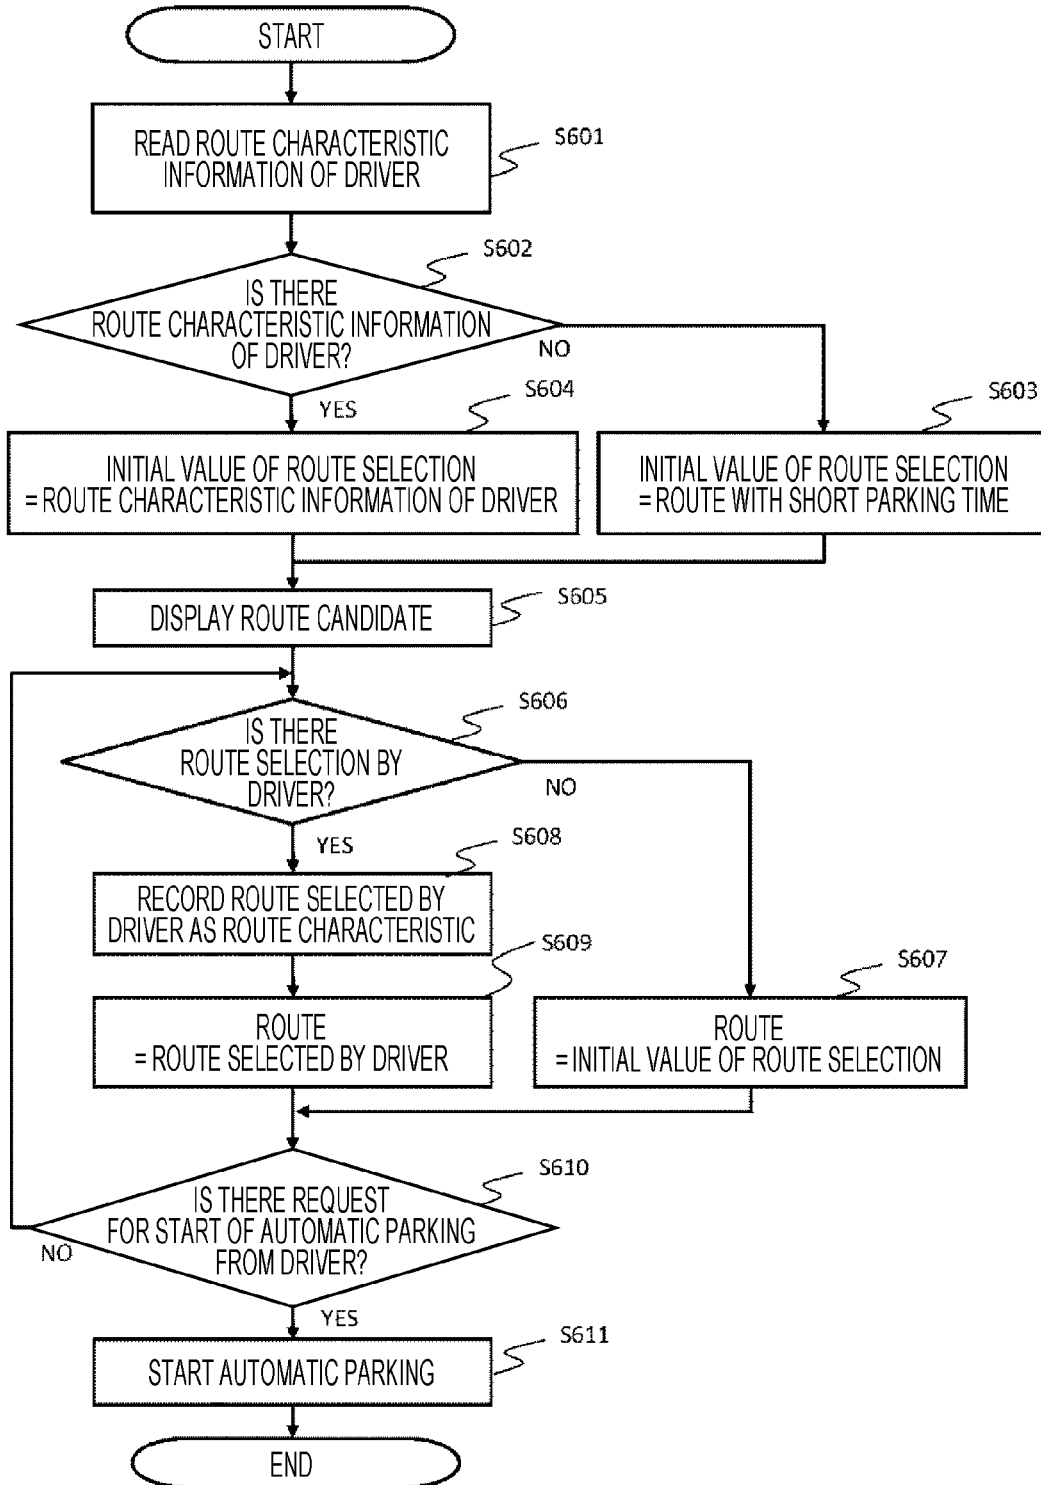 START
READ ROUTE CHARACTERISTIC
INFORMATION OF DRIVER
S601
S602
IS THERE
ROUTE CHARACTERISTIC INFORMATION
OF DRIVER?
NO
YES
S604
S603
INITIAL VALUE OF ROUTE SELECTION
= ROUTE CHARACTERISTIC INFORMATION OF DRIVER
INITIAL VALUE OF ROUTE SELECTION
= ROUTE WITH SHORT PARKING TIME
DISPLAY ROUTE CANDIDATE
S605
S606
IS THERE
ROUTE SELECTION BY
DRIVER?
NO
YES
S608
RECORD ROUTE SELECTED BY
DRIVER AS ROUTE CHARACTERISTIC
S609
S607
ROUTE
= ROUTE SELECTED BY DRIVER
ROUTE
= INITIAL VALUE OF ROUTE SELECTION
S610
IS THERE REQUEST
FOR START OF AUTOMATIC PARKING
FROM DRIVER?
NO
YES
S611
START AUTOMATIC PARKING
END